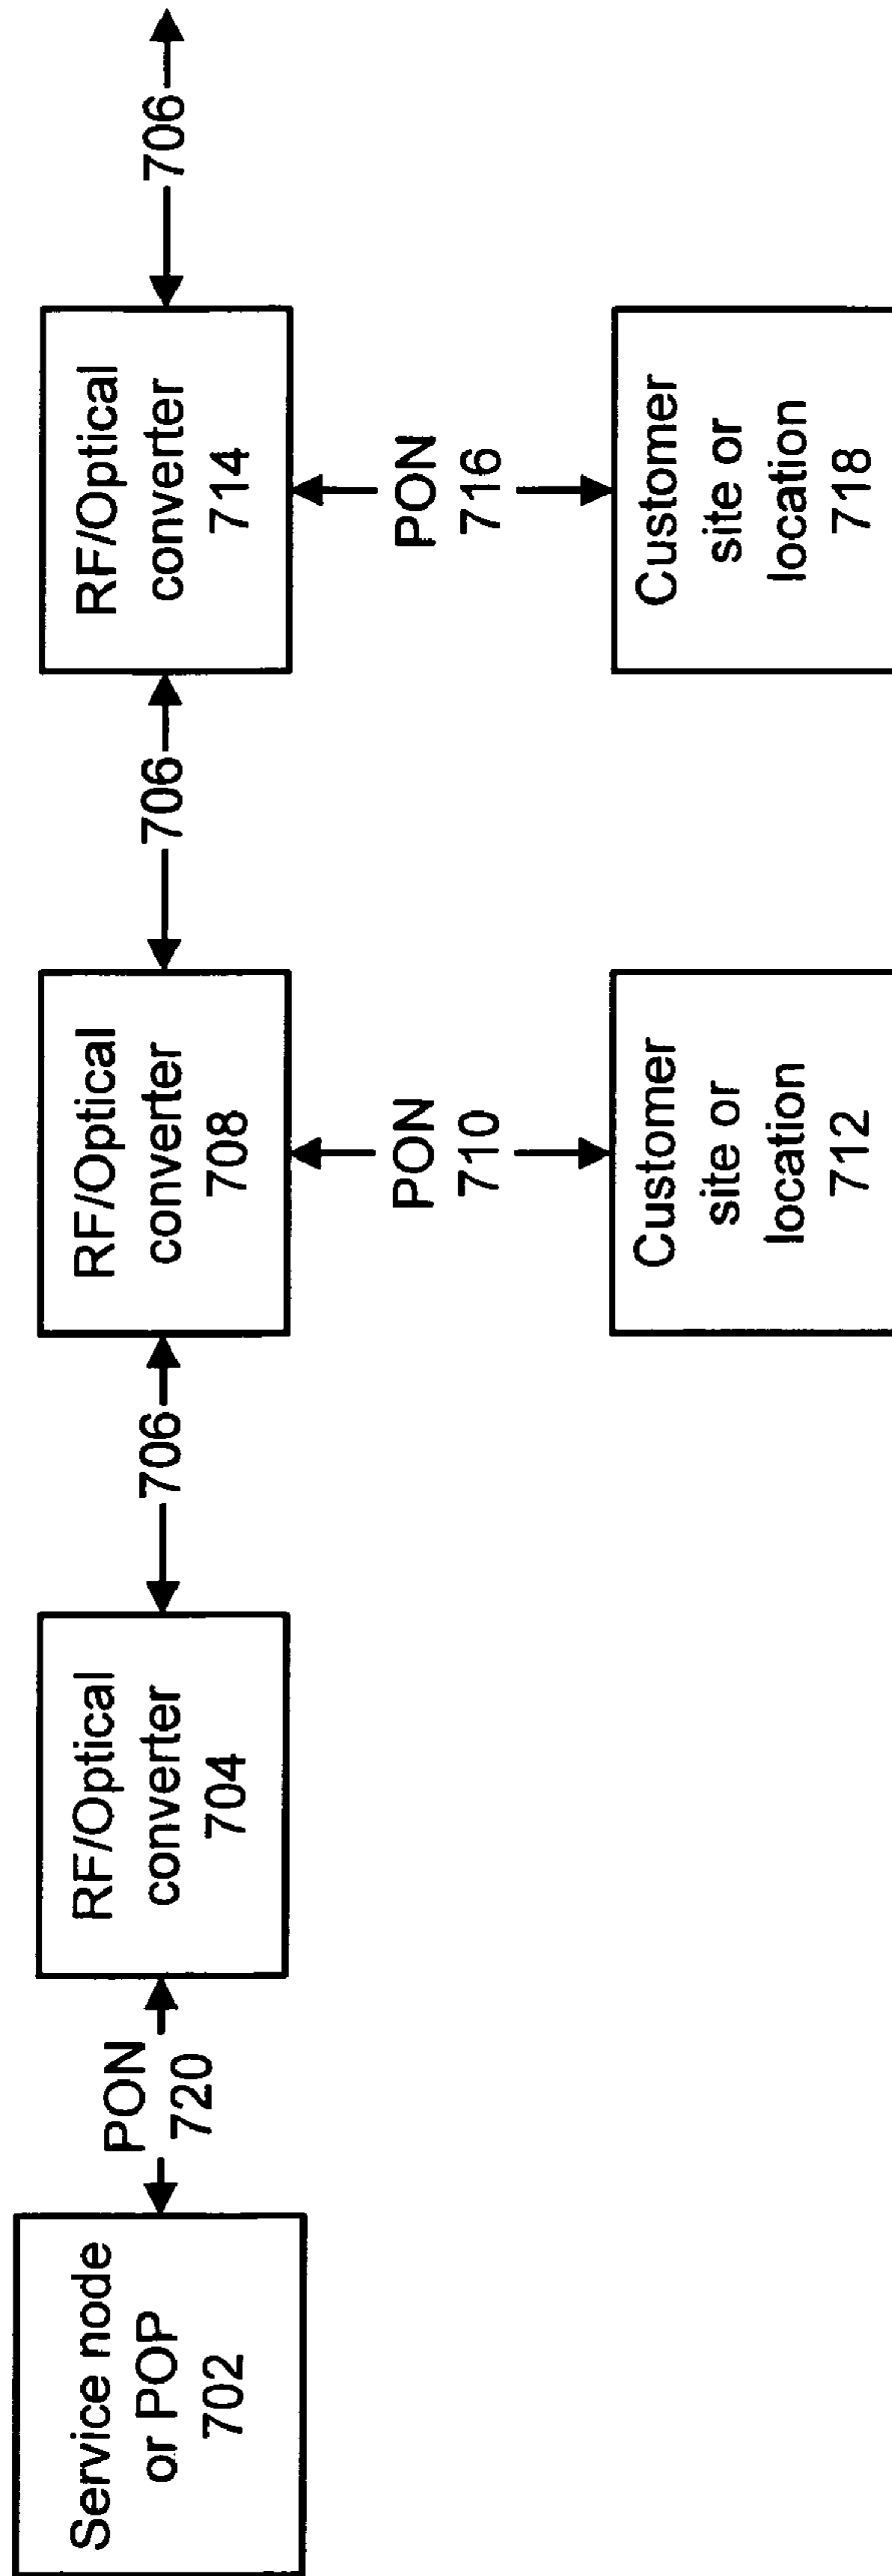 Service node
or POP
702
PON
720
RF/Optical
converter
704
706
RF/Optical
converter
708
706
RF/Optical
converter
714
706
PON
710
PON
716
Customer
site or
location
712
Customer
site or
location
718